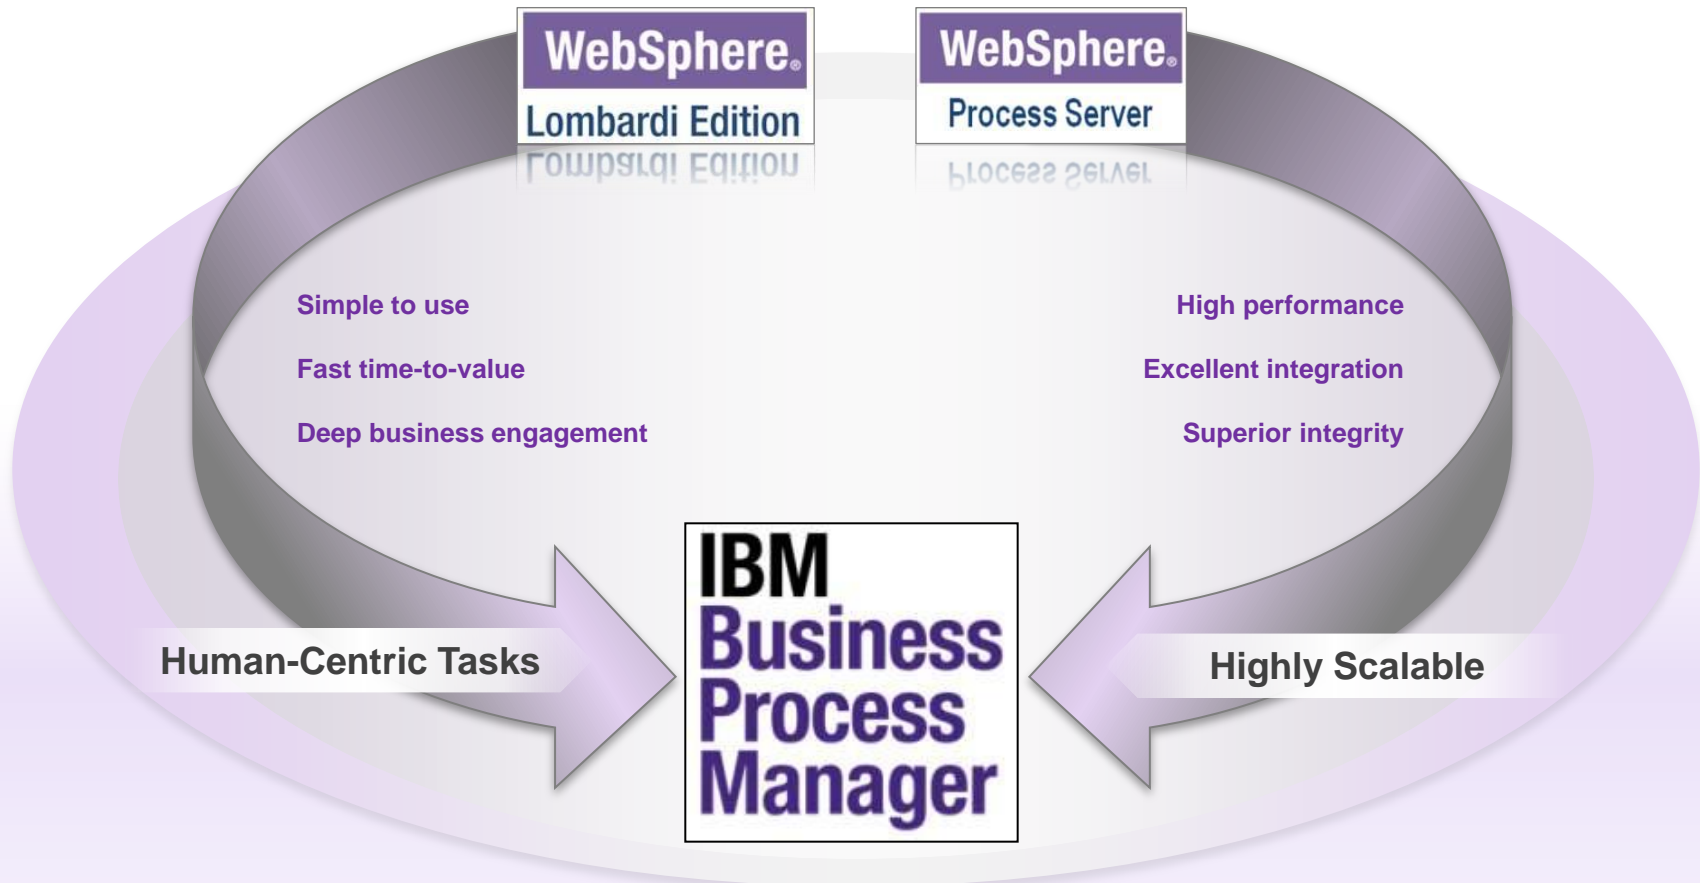 WebSphere®
Lombardi Edition
WebSphere®
Process Server
Simple to use
Fast time-to-value
Deep business engagement
High performance
Excellent integration
Superior integrity
Human-Centric Tasks
Highly Scalable
IBM
Business
Process
Manager